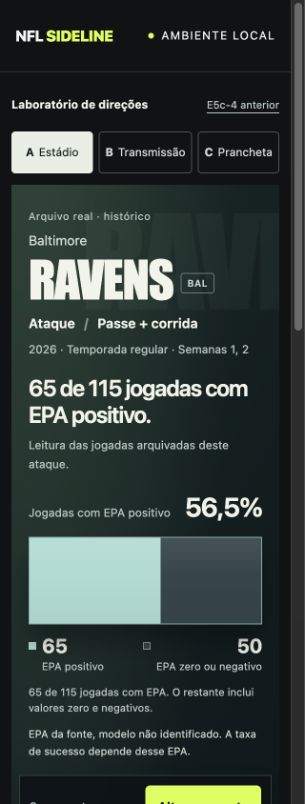 NFL SIDELINE
AMBIENTE LOCAL
Laboratório de direções
E5c-4 anterior
A Estádio
B Transmissão
C Prancheta
Arquivo real · histórico
Baltimore
RAVENS BAL
Ataque / Passe + corrida
2026 · Temporada regular · Semanas 1, 2
65 de 115 jogadas com
EPA positivo.
Leitura das jogadas arquivadas deste
ataque.
Jogadas com EPA positivo 56,5%
65
EPA positivo
50
EPA zero ou negativo
65 de 115 jogadas com EPA. O restante inclui
valores zero e negativos.
EPA da fonte, modelo não identificado. A taxa
de sucesso depende desse EPA.